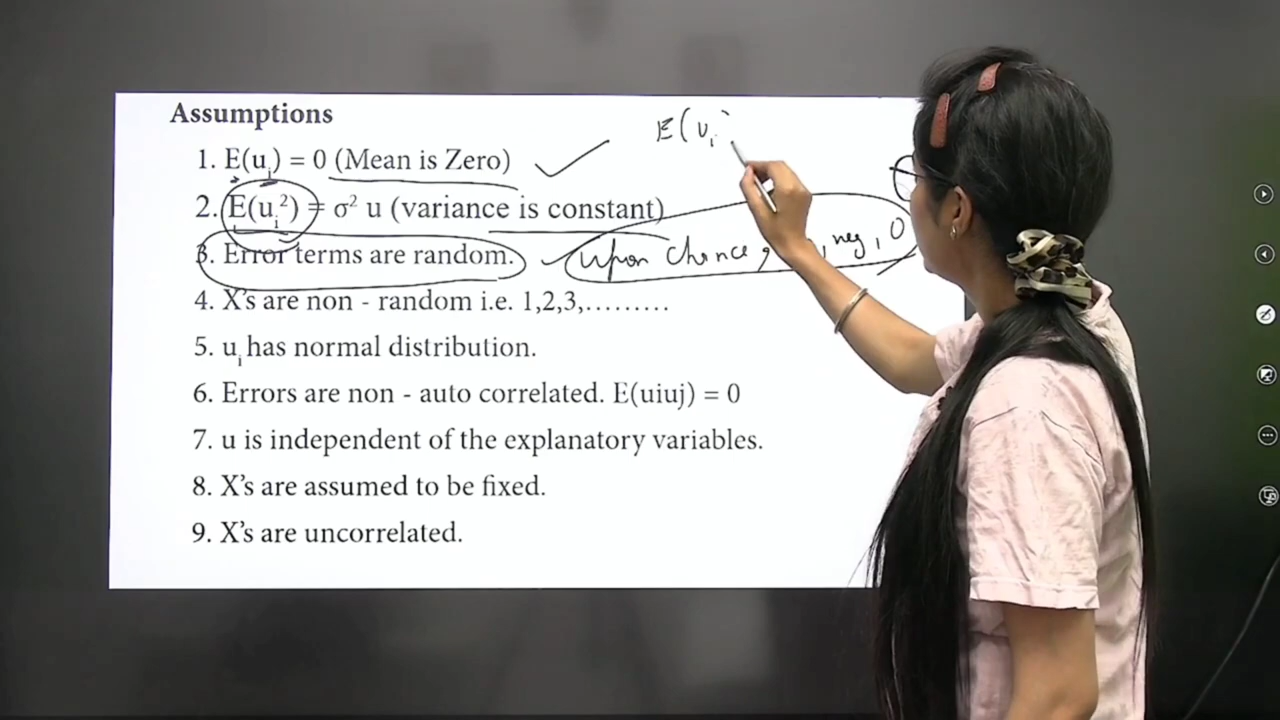 Assumptions
E(ui
1. E(ui) = 0 (Mean is Zero)
2. E(ui²) = σ² u (variance is constant)
3. Error terms are random.
upon chance, , neg, 0
4. X's are non - random i.e. 1,2,3,.........
5. ui has normal distribution.
6. Errors are non - auto correlated. E(uiuj) = 0
7. u is independent of the explanatory variables.
8. X's are assumed to be fixed.
9. X's are uncorrelated.